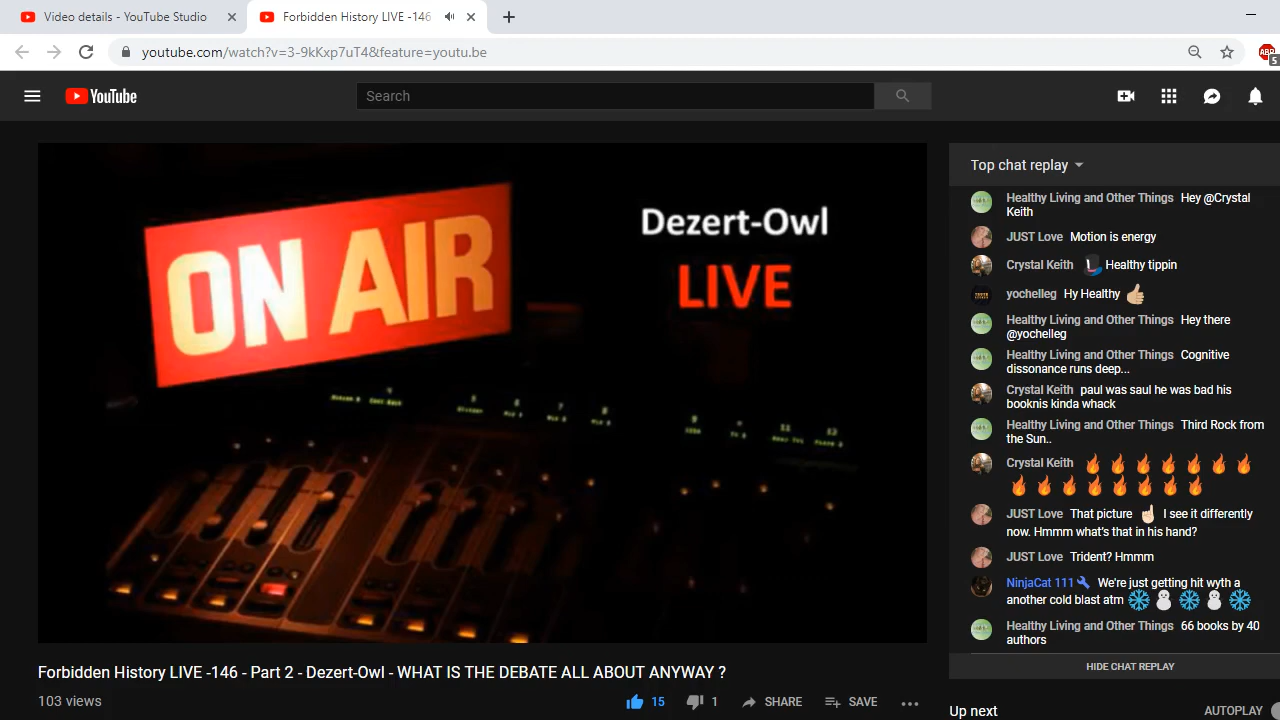 Video details - YouTube Studio
Forbidden History LIVE -146
youtube.com/watch?v=3-9kKxp7uT4&feature=youtu.be
ABP
5
YouTube
Search
ON AIR
Dezert-Owl
LIVE
Top chat replay
Healthy Living and Other Things Hey @Crystal
Keith
JUST Love Motion is energy
Crystal Keith 🎩 Healthy tippin
yochelleg Hy Healthy 👍🏼
Healthy Living and Other Things Hey there
@yochelleg
Healthy Living and Other Things Cognitive
dissonance runs deep...
Crystal Keith paul was saul he was bad his
booknis kinda whack
Healthy Living and Other Things Third Rock from
the Sun..
Crystal Keith 🔥 🔥 🔥 🔥 🔥 🔥 🔥
🔥 🔥 🔥 🔥 🔥 🔥 🔥 🔥
JUST Love That picture ☝🏻 I see it differently
now. Hmmm what's that in his hand?
JUST Love Trident? Hmmm
NinjaCat 111 🔧 We're just getting hit wyth a
another cold blast atm ❄ ⛄ ❄ ⛄ ❄
Healthy Living and Other Things 66 books by 40
authors
HIDE CHAT REPLAY
Forbidden History LIVE -146 - Part 2 - Dezert-Owl - WHAT IS THE DEBATE ALL ABOUT ANYWAY ?
103 views
15
1
SHARE
SAVE
Up next
AUTOPLAY